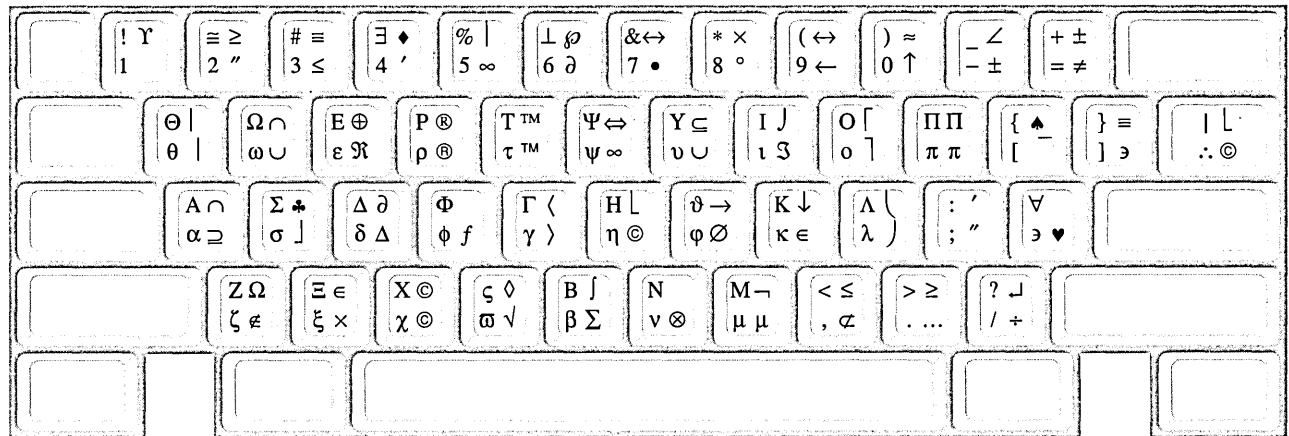 ! ϒ ≅ ≥ # ≡ ∃ ♦ % | ⊥ ℘ &↔ * × ( ↔ ) ≈ _ ∠ + ±
1 2 ″ 3 ≤ 4 ′ 5 ∞ 6 ∂ 7 • 8 ° 9 ← 0 ↑ − ± = ≠
Θ | Ω ∩ Ε ⊕ Ρ ® Τ ™ Ψ ⇔ Υ ⊆ Ι ⌡ Ο ⌈ Π Π { ♠ } ≡ | ⌊
θ | ω ∪ ε ℜ ρ ® τ ™ ψ ∞ υ ∪ ι ℑ ο ⌉ π π [ ‾ ] ϶ ∴ ©
Α ∩ Σ ♣ Δ ∂ Φ Γ 〈 Η ⌊ ϑ → Κ ↓ Λ ⎝ : ′ ∀
α ⊇ σ ⌋ δ Δ ϕ ƒ γ 〉 η © φ ∅ κ ∈ λ ⎠ ; ″ ϶ ♥
Ζ Ω Ξ ∈ Χ © ς ◊ Β ∫ Ν Μ ¬ < ≤ > ≥ ? ↵
ζ ∉ ξ × χ © ϖ √ β Σ ν ⊗ μ μ , ⊄ . … / ÷